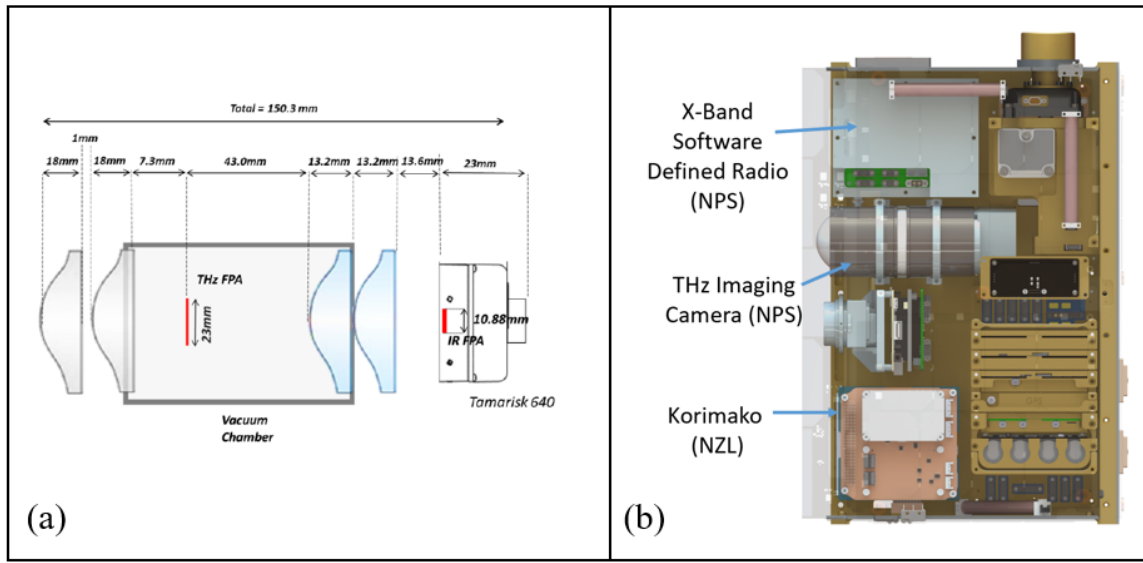 Total = 150.3 mm
1mm
18mm
18mm
7.3mm
43.0mm
13.2mm
13.2mm
13.6mm
23mm
THz FPA
23mm
10.88mm
IR FPA
Tamarisk 640
Vacuum
Chamber
(a)
X-Band
Software
Defined Radio
(NPS)
THz Imaging
Camera (NPS)
Korimako
(NZL)
(b)